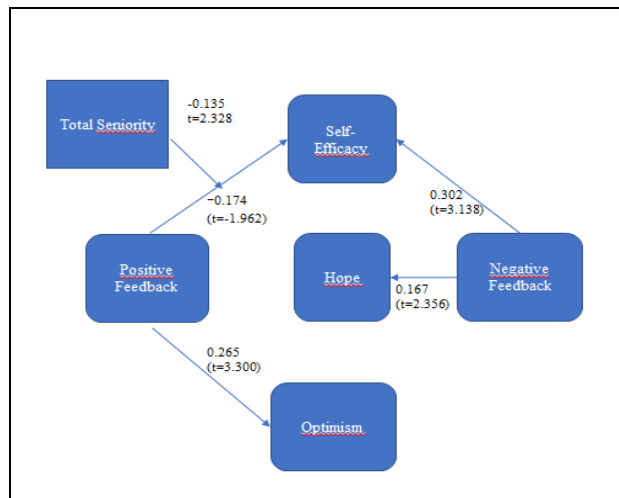 -0.135
t=2.328
Total Seniority
Self-
Efficacy
−0.174
(t=-1.962)
0.302
(t=3.138)
Positive
Feedback
Hope
Negative
Feedback
0.167
(t=2.356)
0.265
(t=3.300)
Optimism